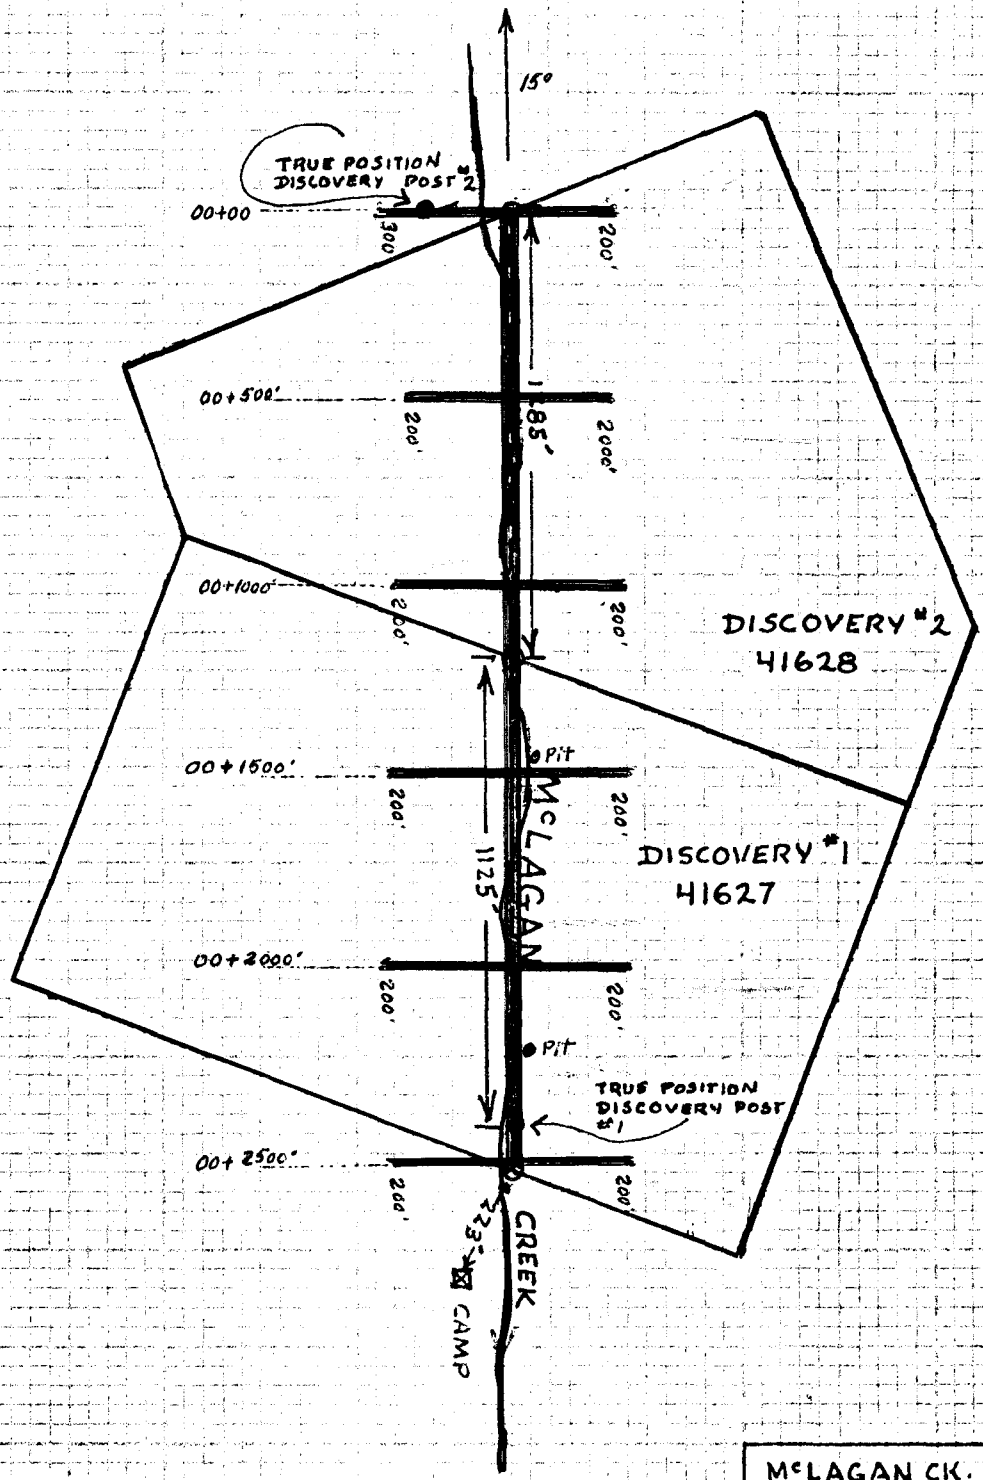 15°
TRUE POSITION
DISCOVERY POST #2
00+00
300'
200'
00+500'
200'
2000'
1185'
00+1000'
200'
200'
DISCOVERY #2
41628
Pit
00+1500'
200'
200'
McLAGAN
1125'
DISCOVERY #1
41627
00+2000'
200'
200'
Pit
TRUE POSITION
DISCOVERY POST
#1
00+2500'
200'
200'
CREEK
CAMP
McLAGAN CK.